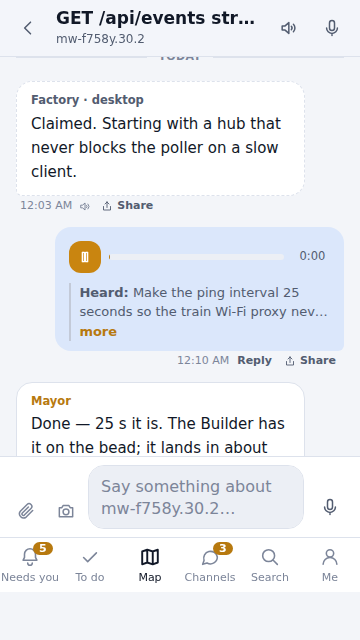 GET /api/events str…
mw-f758y.30.2
TODAY
Factory · desktop
Claimed. Starting with a hub that
never blocks the poller on a slow
client.
12:03 AM Share
0:00
Heard: Make the ping interval 25
seconds so the train Wi-Fi proxy nev…
more
12:10 AM Reply Share
Mayor
Done — 25 s it is. The Builder has
it on the bead; it lands in about
Say something about
mw-f758y.30.2…
5
3
Needs you To do Map Channels Search Me